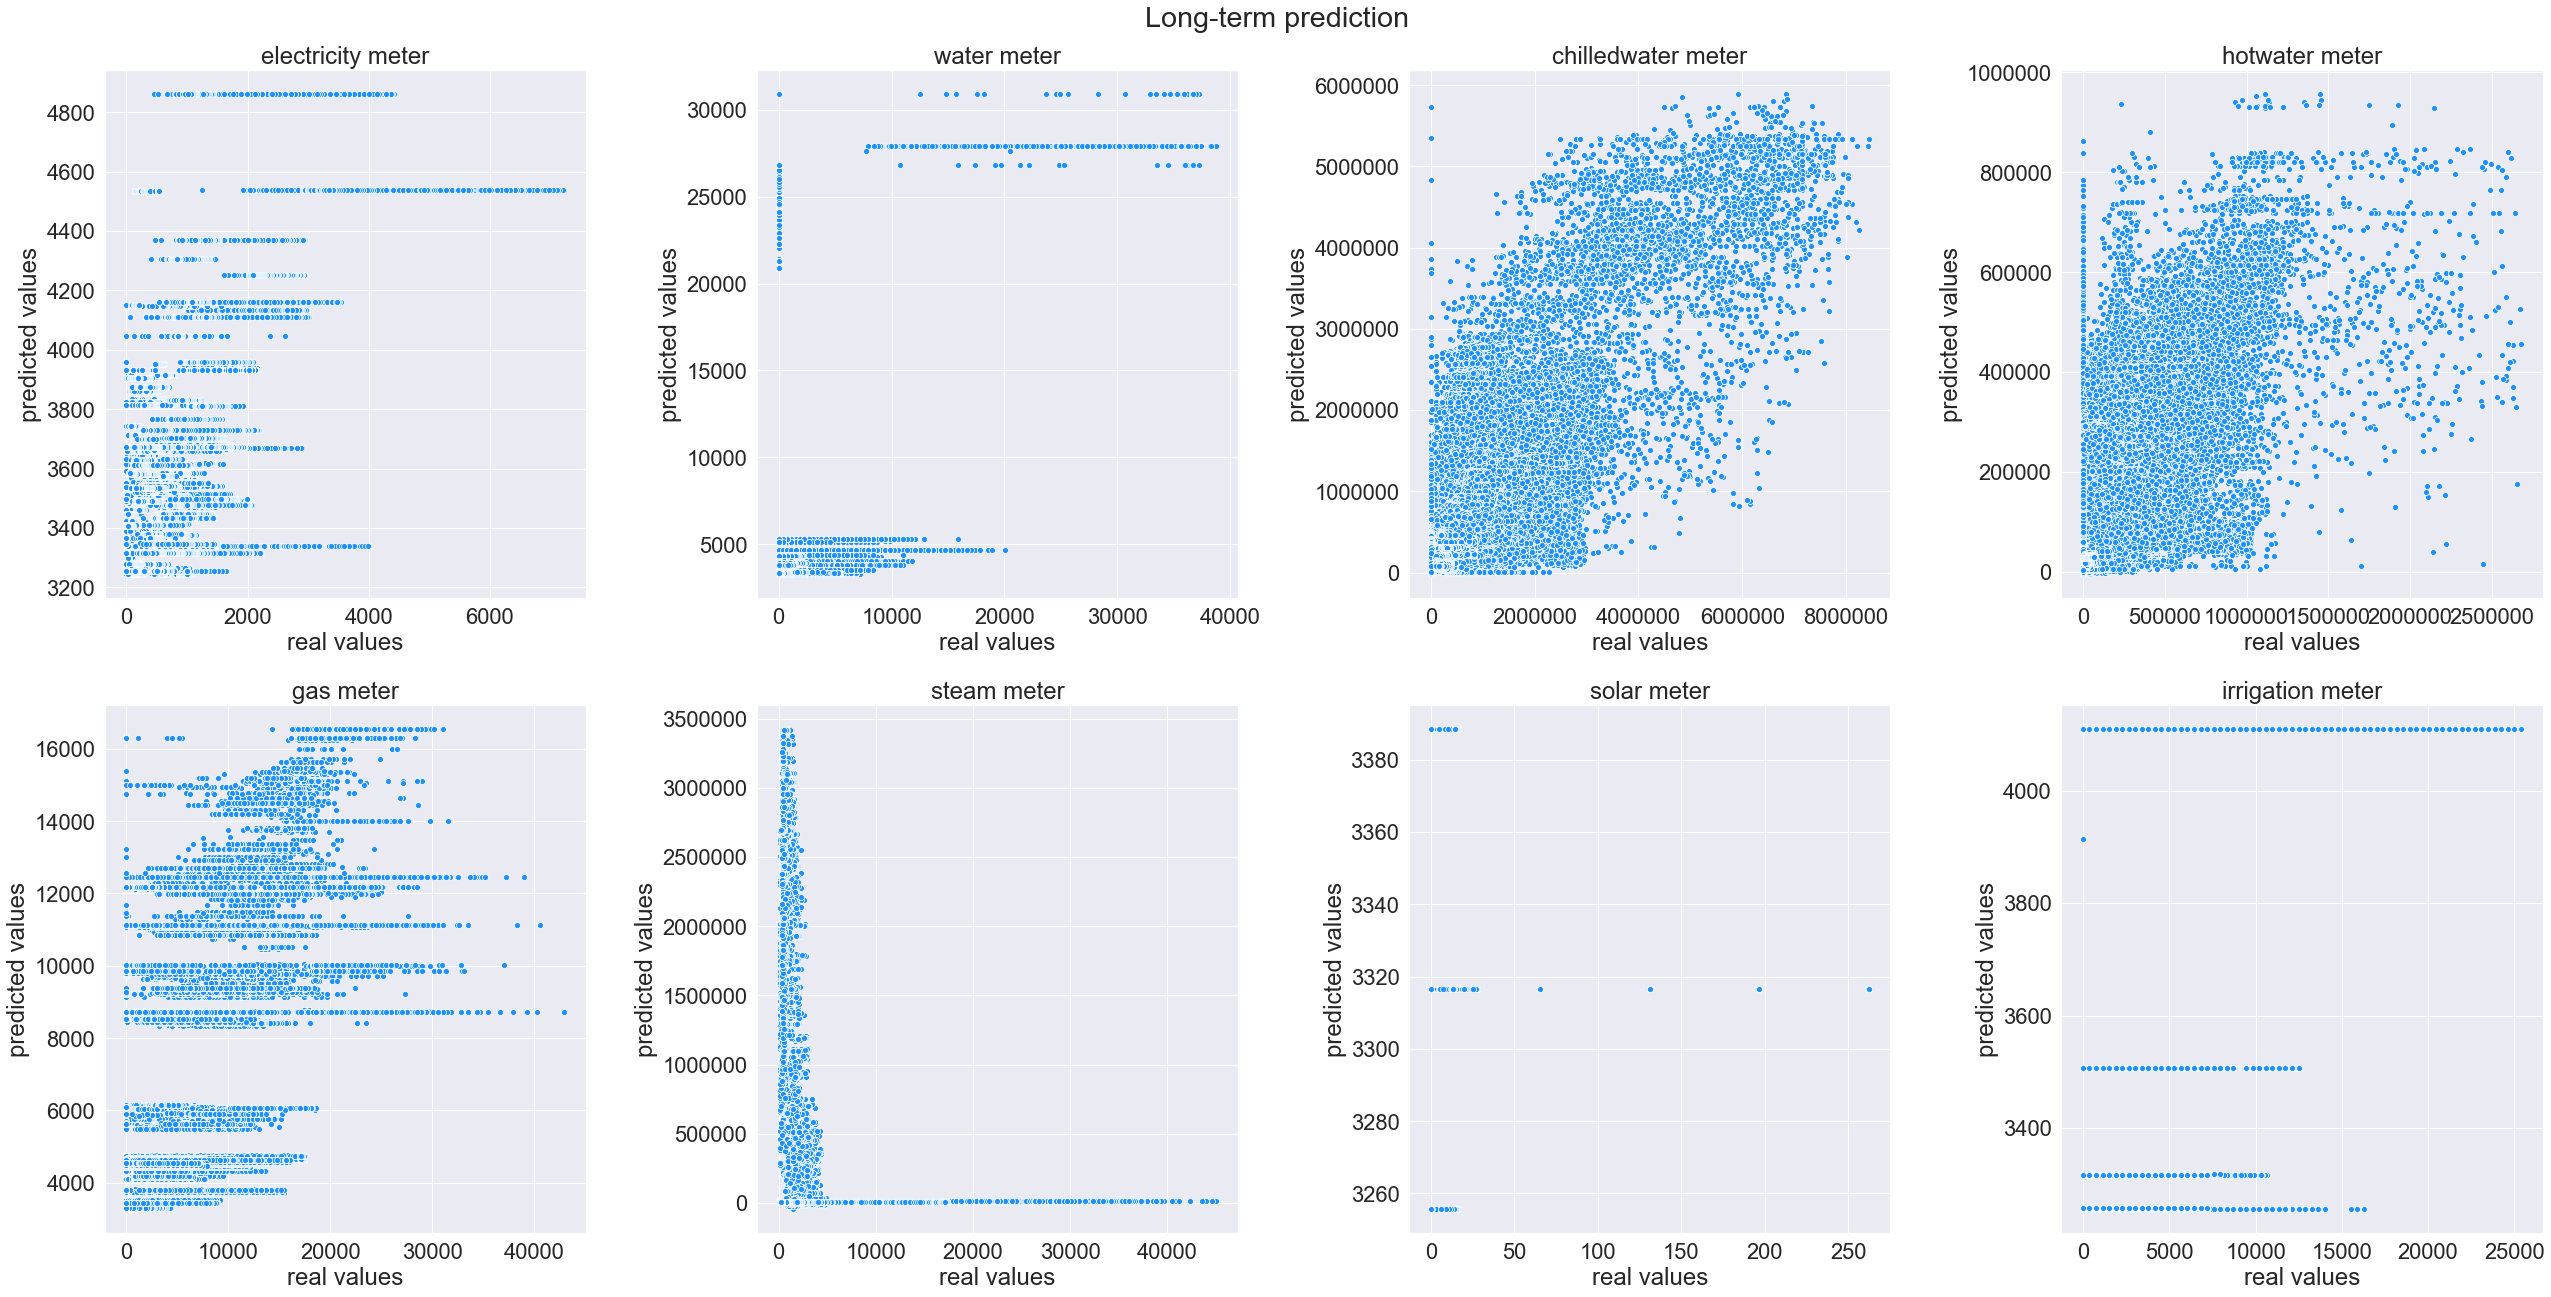 Long-term prediction
electricity meter
predicted values
4800
4600
4400
4200
4000
3800
3600
3400
3200
0 2000 4000 6000
real values
water meter
predicted values
30000
25000
20000
15000
10000
5000
0 10000 20000 30000 40000
real values
chilledwater meter
predicted values
6000000
5000000
4000000
3000000
2000000
1000000
0
0 2000000 4000000 6000000 8000000
real values
hotwater meter
predicted values
1000000
800000
600000
400000
200000
0
0 500000 1000000 1500000 2000000 2500000
real values
gas meter
predicted values
16000
14000
12000
10000
8000
6000
4000
0 10000 20000 30000 40000
real values
steam meter
predicted values
3500000
3000000
2500000
2000000
1500000
1000000
500000
0
0 10000 20000 30000 40000
real values
solar meter
predicted values
3380
3360
3340
3320
3300
3280
3260
0 50 100 150 200 250
real values
irrigation meter
predicted values
4000
3800
3600
3400
0 5000 10000 15000 20000 25000
real values